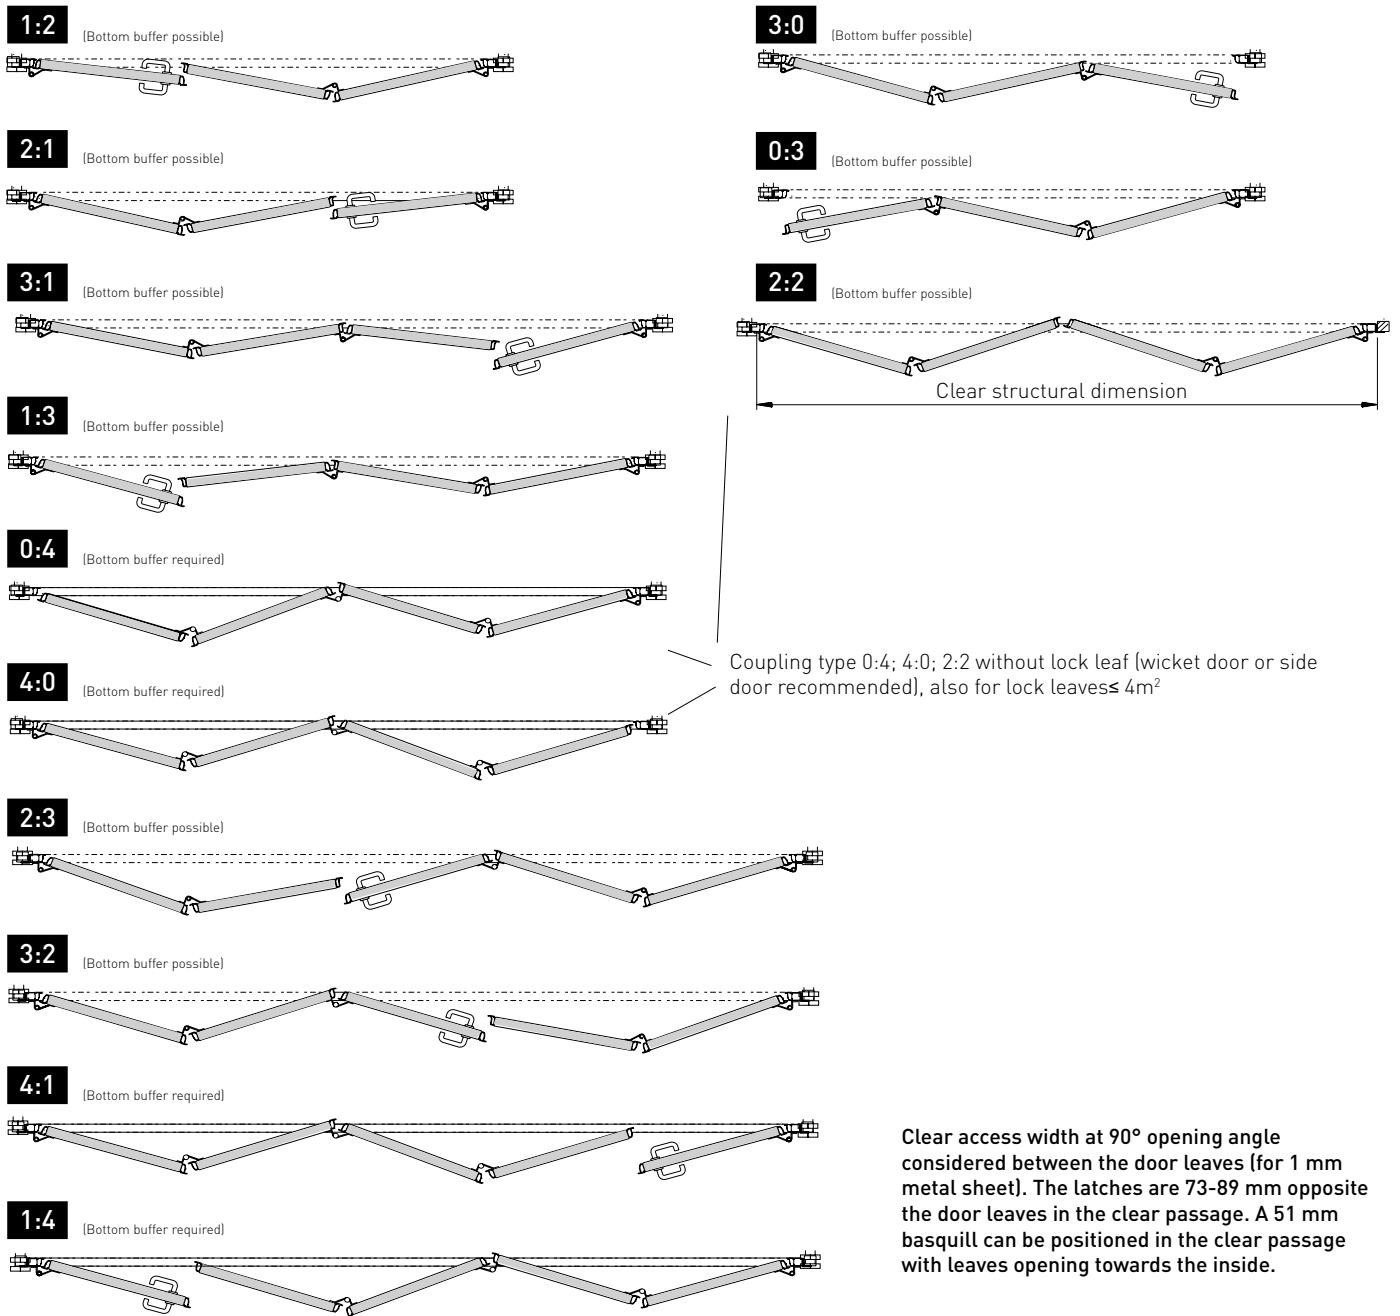 1:2
(Bottom buffer possible)
2:1
(Bottom buffer possible)
3:1
(Bottom buffer possible)
1:3
(Bottom buffer possible)
0:4
(Bottom buffer required)
4:0
(Bottom buffer required)
2:3
(Bottom buffer possible)
3:2
(Bottom buffer possible)
4:1
(Bottom buffer required)
1:4
(Bottom buffer required)
3:0
(Bottom buffer possible)
0:3
(Bottom buffer possible)
2:2
(Bottom buffer possible)
Clear structural dimension
Coupling type 0:4; 4:0; 2:2 without lock leaf (wicket door or side
door recommended), also for lock leaves≤ 4m²
Clear access width at 90° opening angle
considered between the door leaves (for 1 mm
metal sheet). The latches are 73-89 mm opposite
the door leaves in the clear passage. A 51 mm
basquill can be positioned in the clear passage
with leaves opening towards the inside.